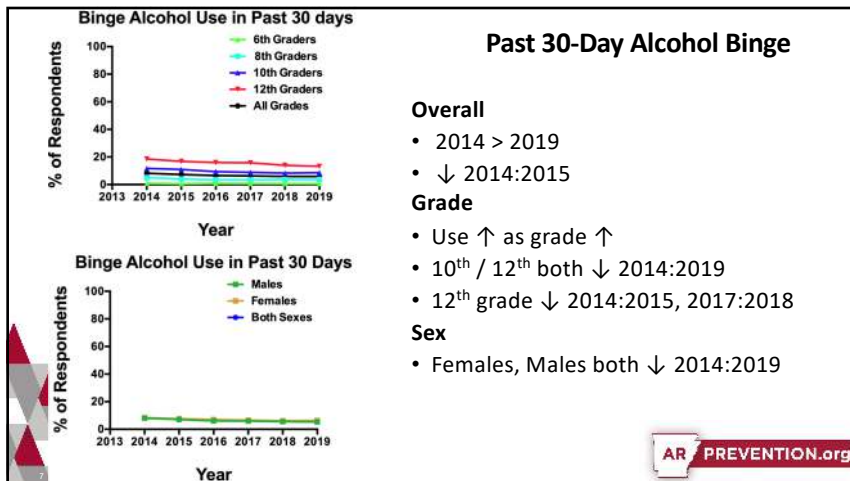 Binge Alcohol Use in Past 30 days
6th Graders
8th Graders
10th Graders
12th Graders
All Grades
% of Respondents
100
80
60
40
20
0
2013 2014 2015 2016 2017 2018 2019
Year
Binge Alcohol Use in Past 30 Days
Males
Females
Both Sexes
% of Respondents
100
80
60
40
20
0
2013 2014 2015 2016 2017 2018 2019
Year
7
Past 30-Day Alcohol Binge
Overall
• 2014 > 2019
• ↓ 2014:2015
Grade
• Use ↑ as grade ↑
• 10th / 12th both ↓ 2014:2019
• 12th grade ↓ 2014:2015, 2017:2018
Sex
• Females, Males both ↓ 2014:2019
AR PREVENTION.org